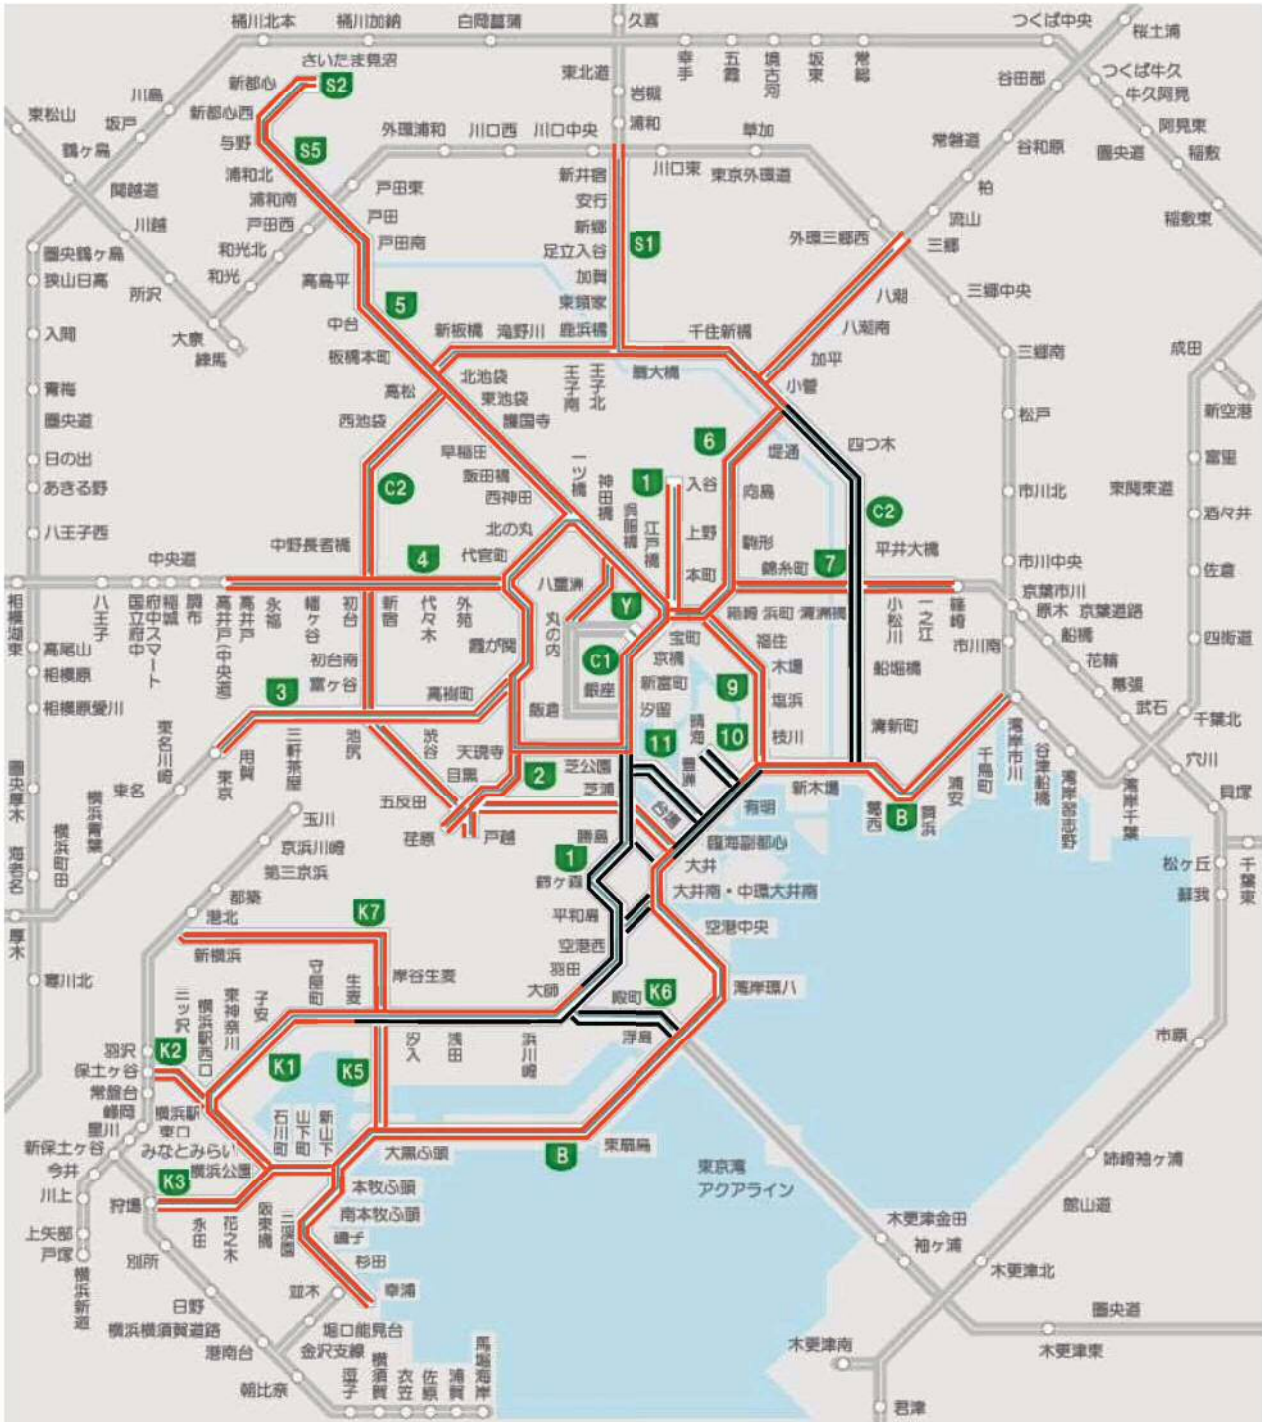 桶川北本
桶川加納
白岡菖蒲
久喜
つくば中央
桜土浦
さいたま見沼
東北道
幸手
五霞
境古河
坂東
常総
谷田部
つくば牛久
牛久阿見
新都心
S2
岩槻
川島
新都心西
東松山
坂戸
与野
S5
外環浦和
川口西
川口中央
浦和
草加
常磐道
谷和原
阿見東
圏央道
稲敷
鶴ヶ島
関越道
浦和北
浦和南
戸田東
新井宿
川口東
東京外環道
柏
流山
稲敷東
川越
戸田西
戸田
戸田南
安行
新郷
足立入谷
S1
外環三郷西
三郷
圏央鶴ヶ島
狭山日高
和光北
和光
所沢
高島平
加賀
東領家
鹿浜橋
八潮
三郷中央
5
中台
新板橋
滝野川
千住新橋
八潮南
加平
入間
大泉
練馬
板橋本町
北池袋
東池袋
護国寺
王子南
王子北
扇大橋
小菅
三郷南
成田
新空港
青梅
圏央道
高松
西池袋
早稲田
飯田橋
西神田
一ツ橋
神田橋
呉服橋
江戸橋
1
入谷
6
堤通
四つ木
松戸
日の出
あきる野
C2
上野
向島
C2
市川北
富里
東関東道
酒々井
八王子西
中央道
中野長者橋
4
北の丸
代官町
八重洲
本町
駒形
錦糸町
7
平井大橋
市川中央
佐倉
相模湖東
八王子
国立府中
府中スマート
稲城
調布
高井戸(中央道)
高井戸
永福
幡ヶ谷
初台
新宿
代々木
外苑
霞が関
丸の内
Y
宝町
箱崎
浜町
清洲橋
小松川
一之江
篠崎
京葉市川
原木
京葉道路
船橋
市川南
花輪
幕張
武石
四街道
高尾山
相模原
相模原愛川
初台南
富ヶ谷
高樹町
C1
銀座
京橋
新富町
汐留
福住
木場
塩浜
枝川
9
船堀橋
清新町
千葉北
3
飯倉
東名川崎
用賀
東京
三軒茶屋
池尻
渋谷
天現寺
目黒
2
芝公園
芝浦
11
晴海
豊洲
10
新木場
葛西
B
舞浜
浦安
千鳥町
湾岸市川
谷津船橋
湾岸習志野
湾岸千葉
穴川
貝塚
圏央厚木
東名
横浜青葉
横浜町田
海老名
厚木
玉川
京浜川崎
第三京浜
都築
港北
五反田
荏原
戸越
勝島
台場
有明
臨海副都心
大井
大井南・中環大井南
1
鈴ヶ森
平和島
空港西
羽田
大師
空港中央
湾岸環八
松ヶ丘
蘇我
千葉東
寒川北
新横浜
K7
岸谷生麦
三ツ沢
横浜駅西口
東神奈川
子安
守屋町
生麦
殿町
K6
浮島
汐入
浅田
浜川崎
市原
羽沢
K2
保土ヶ谷
常盤台
峰岡
星川
K1
K5
新保土ヶ谷
横浜駅東口
みなとみらい
横浜公園
石川町
山下町
新山下
大黒ふ頭
B
東扇島
東京湾
アクアライン
姉崎袖ヶ浦
館山道
今井
川上
上矢部
戸塚
横浜新道
狩場
K3
永田
花之木
阪東橋
三渓園
本牧ふ頭
南本牧ふ頭
磯子
杉田
幸浦
木更津金田
袖ヶ浦
木更津北
別所
日野
横浜横須賀道路
並木
堀口能見台
金沢支線
港南台
朝比奈
逗子
横須賀
衣笠
佐原
浦賀
馬堀海岸
圏央道
木更津東
木更津南
君津